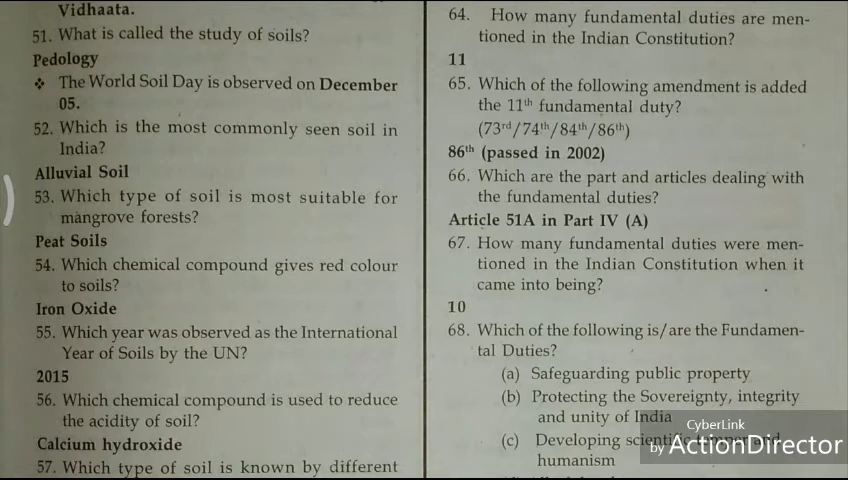 Vidhaata.
51. What is called the study of soils?
Pedology
❖ The World Soil Day is observed on December
05.
52. Which is the most commonly seen soil in
India?
Alluvial Soil
53. Which type of soil is most suitable for
mangrove forests?
Peat Soils
54. Which chemical compound gives red colour
to soils?
Iron Oxide
55. Which year was observed as the International
Year of Soils by the UN?
2015
56. Which chemical compound is used to reduce
the acidity of soil?
Calcium hydroxide
57. Which type of soil is known by different
64. How many fundamental duties are men-
tioned in the Indian Constitution?
11
65. Which of the following amendment is added
the 11th fundamental duty?
(73rd/74th/84th/86th)
86th (passed in 2002)
66. Which are the part and articles dealing with
the fundamental duties?
Article 51A in Part IV (A)
67. How many fundamental duties were men-
tioned in the Indian Constitution when it
came into being?
10
68. Which of the following is/are the Fundamen-
tal Duties?
(a) Safeguarding public property
(b) Protecting the Sovereignty, integrity
and unity of India
(c) Developing scientific temper and
humanism
CyberLink
by ActionDirector